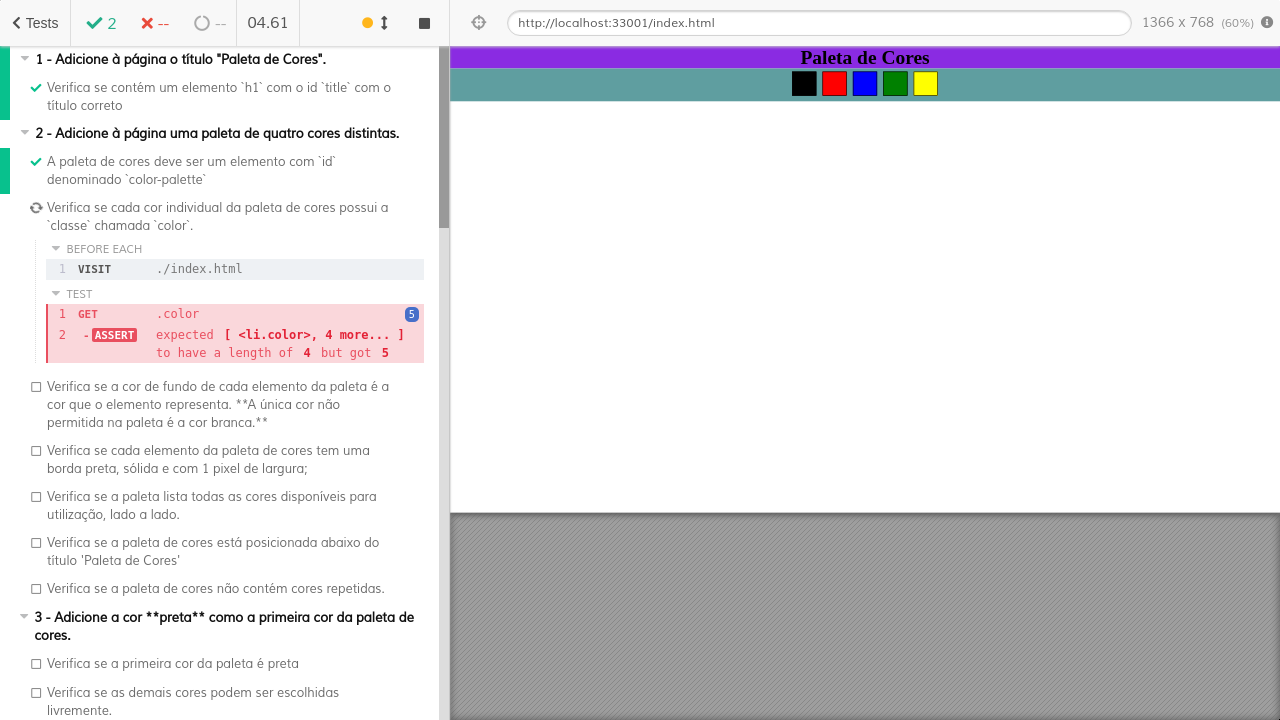 Tests
2
--
--
04.61
http://localhost:33001/index.html
1366 x 768 (60%)
1 - Adicione à página o título "Paleta de Cores".
Verifica se contém um elemento `h1` com o id `title` com o
título correto
2 - Adicione à página uma paleta de quatro cores distintas.
A paleta de cores deve ser um elemento com `id`
denominado `color-palette`
Verifica se cada cor individual da paleta de cores possui a
`classe` chamada `color`.
BEFORE EACH
1 VISIT ./index.html
TEST
1 GET .color 5
2 - ASSERT expected [ <li.color>, 4 more... ]
to have a length of 4 but got 5
Verifica se a cor de fundo de cada elemento da paleta é a
cor que o elemento representa. **A única cor não
permitida na paleta é a cor branca.**
Verifica se cada elemento da paleta de cores tem uma
borda preta, sólida e com 1 pixel de largura;
Verifica se a paleta lista todas as cores disponíveis para
utilização, lado a lado.
Verifica se a paleta de cores está posicionada abaixo do
título 'Paleta de Cores'
Verifica se a paleta de cores não contém cores repetidas.
3 - Adicione a cor **preta** como a primeira cor da paleta de
cores.
Verifica se a primeira cor da paleta é preta
Verifica se as demais cores podem ser escolhidas
livremente.
Paleta de Cores